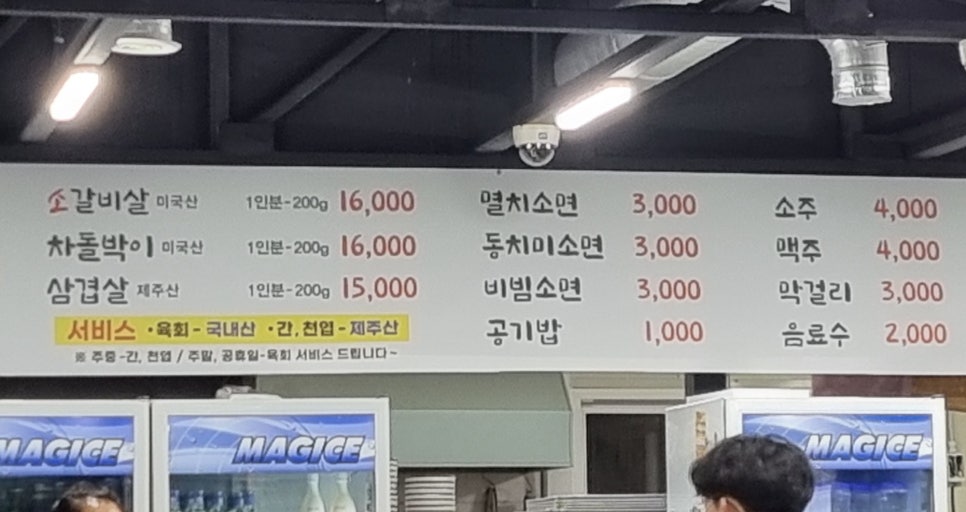 소갈비살 미국산 1인분-200g 16,000
차돌박이 미국산 1인분-200g 16,000
삼겹살 제주산 1인분-200g 15,000
서비스 ·육회-국내산 ·간,천엽-제주산
※ 주중-간, 천엽 / 주말, 공휴일-육회 서비스 드립니다~
멸치소면 3,000
동치미소면 3,000
비빔소면 3,000
공기밥 1,000
소주 4,000
맥주 4,000
막걸리 3,000
음료수 2,000
MAGICE
MAGICE
MAGICE